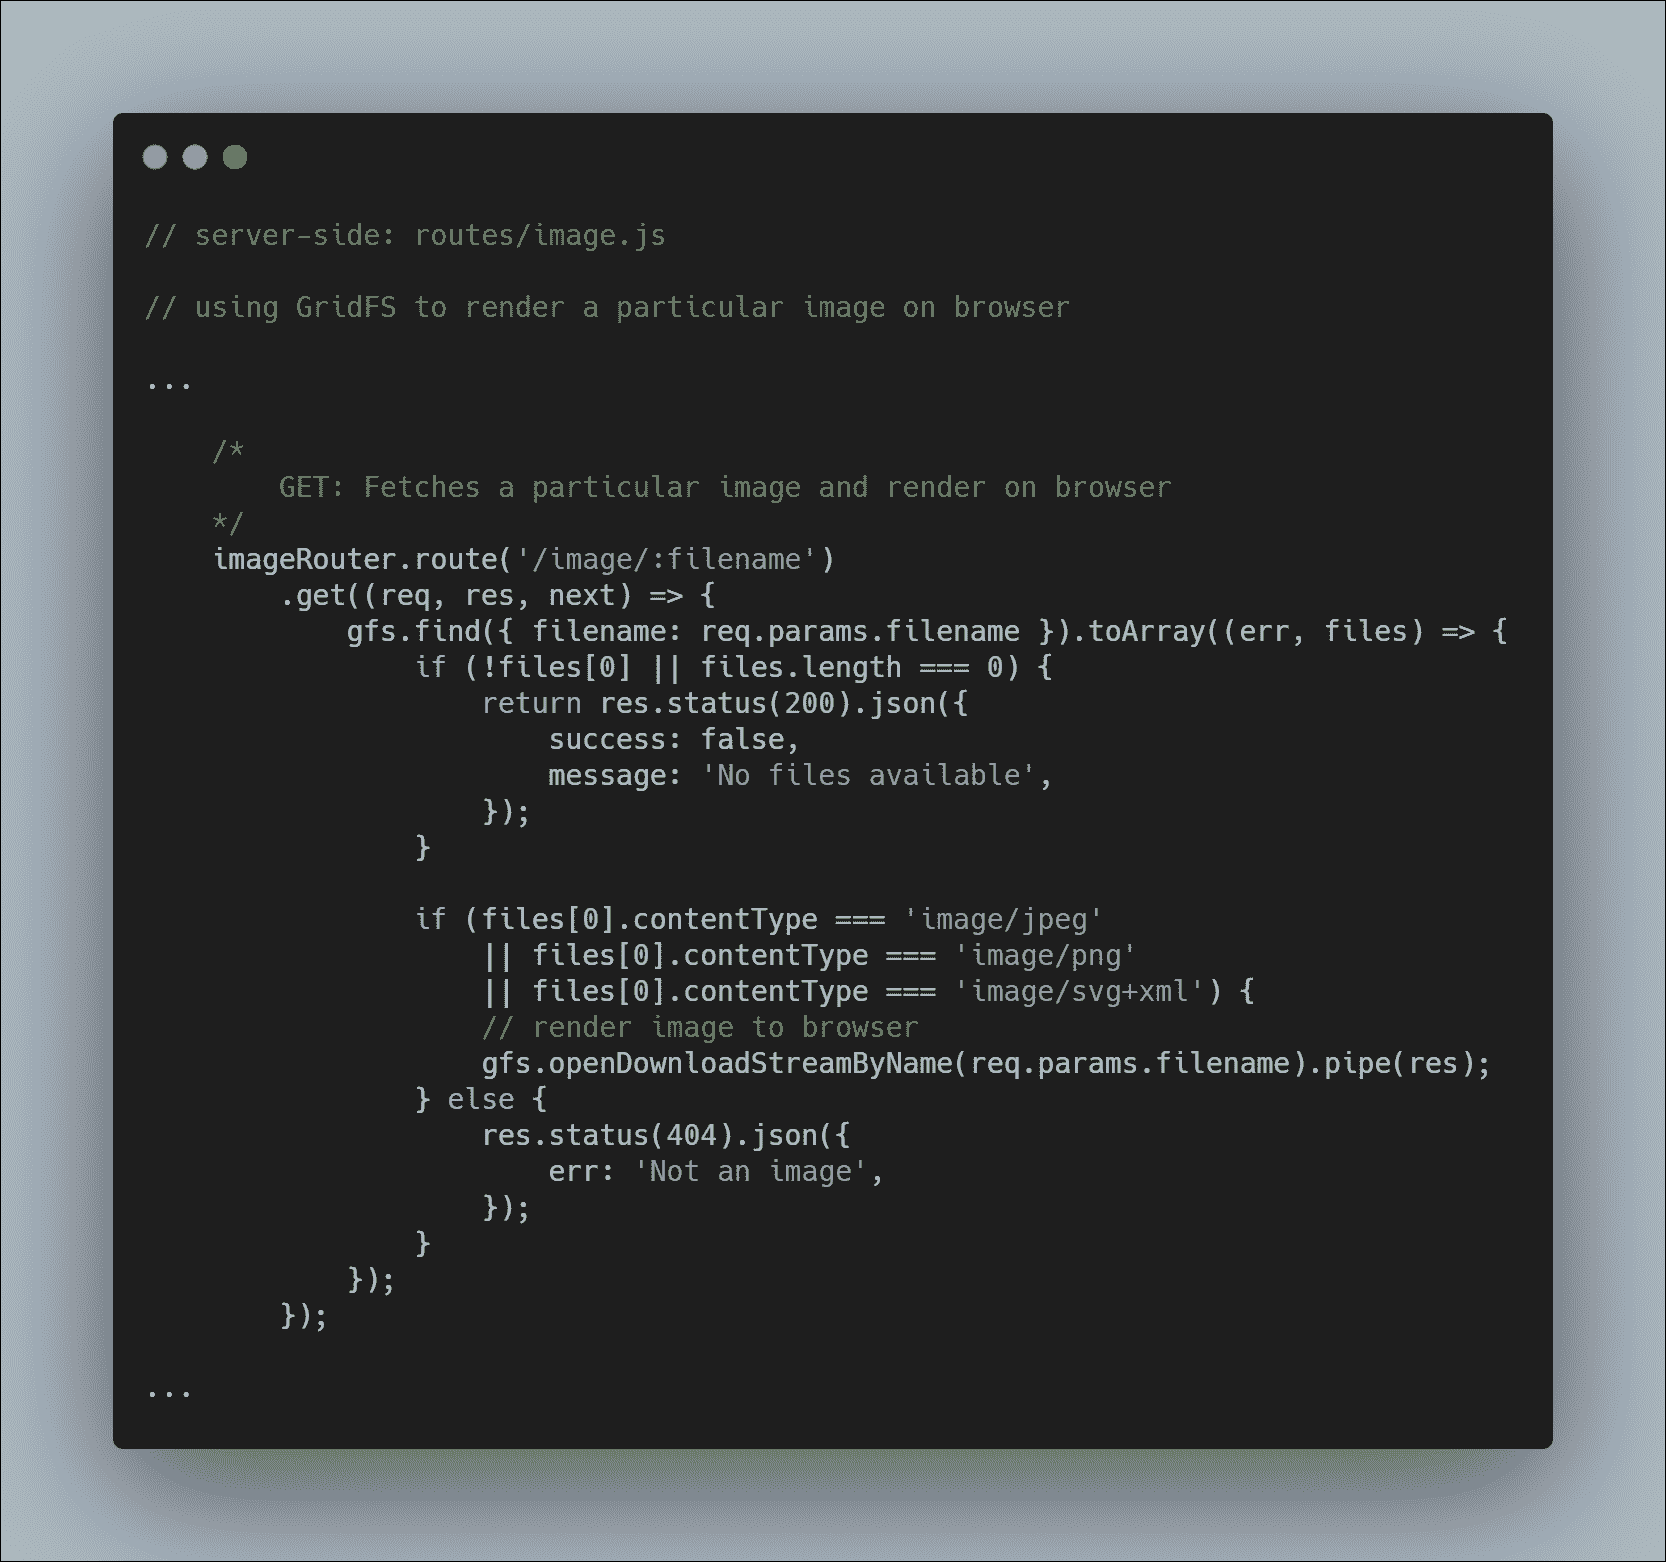 // server-side: routes/image.js
// using GridFS to render a particular image on browser
...
/*
GET: Fetches a particular image and render on browser
*/
imageRouter.route('/image/:filename')
.get((req, res, next) => {
gfs.find({ filename: req.params.filename }).toArray((err, files) => {
if (!files[0] || files.length === 0) {
return res.status(200).json({
success: false,
message: 'No files available',
});
}
if (files[0].contentType === 'image/jpeg'
|| files[0].contentType === 'image/png'
|| files[0].contentType === 'image/svg+xml') {
// render image to browser
gfs.openDownloadStreamByName(req.params.filename).pipe(res);
} else {
res.status(404).json({
err: 'Not an image',
});
}
});
});
...